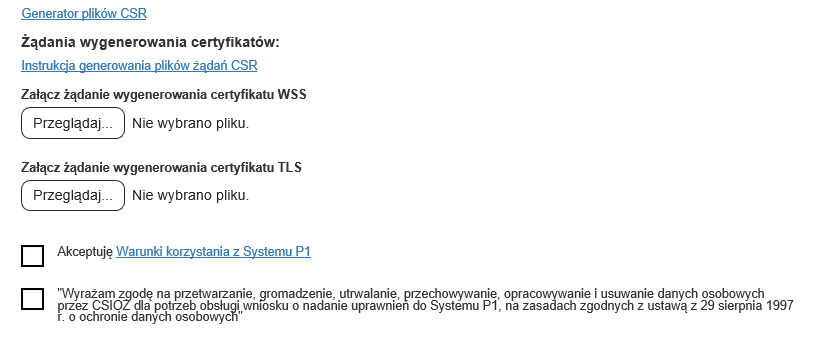 Generator plików CSR
Żądania wygenerowania certyfikatów:
Instrukcja generowania plików żądań CSR
Załącz żądanie wygenerowania certyfikatu WSS
Przeglądaj... Nie wybrano pliku.
Załącz żądanie wygenerowania certyfikatu TLS
Przeglądaj... Nie wybrano pliku.
Akceptuję Warunki korzystania z Systemu P1
"Wyrażam zgodę na przetwarzanie, gromadzenie, utrwalanie, przechowywanie, opracowywanie i usuwanie danych osobowych
przez CSIOZ dla potrzeb obsługi wniosku o nadanie uprawnień do Systemu P1, na zasadach zgodnych z ustawą z 29 sierpnia 1997
r. o ochronie danych osobowych"